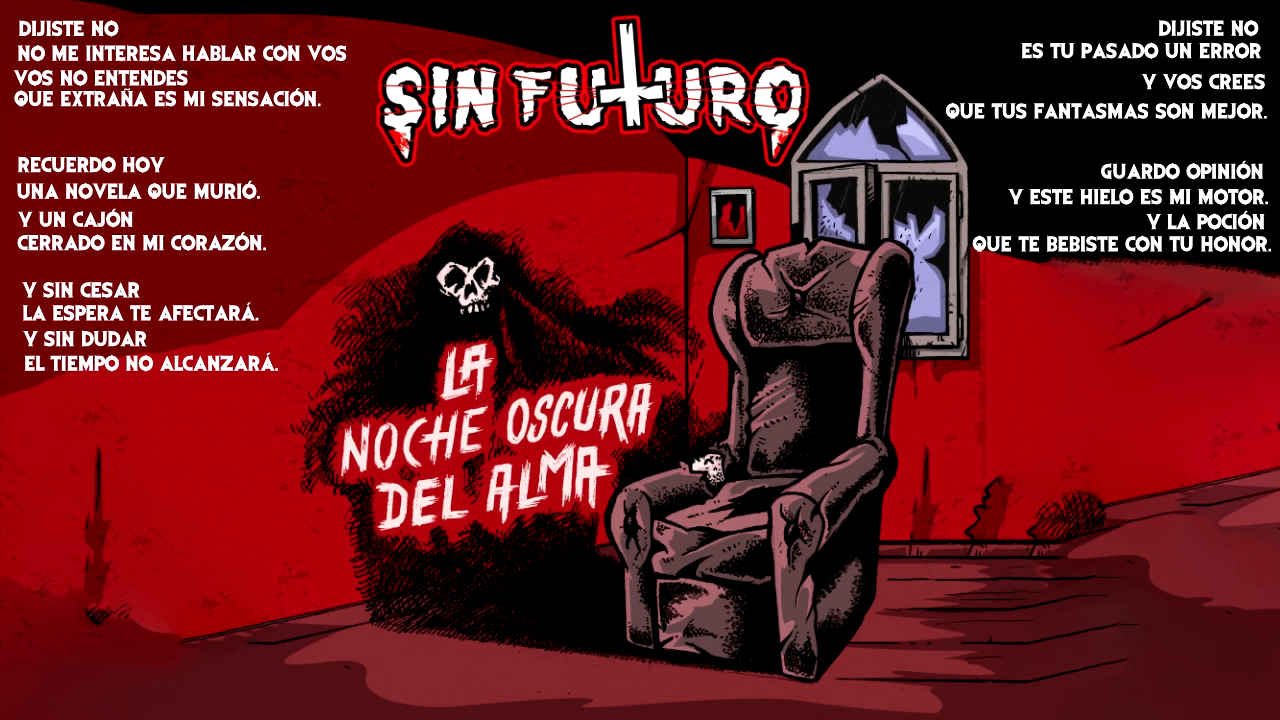 DIJISTE NO
NO ME INTERESA HABLAR CON VOS
VOS NO ENTENDES
QUE EXTRAÑA ES MI SENSACIÓN.
RECUERDO HOY
UNA NOVELA QUE MURIÓ.
Y UN CAJÓN
CERRADO EN MI CORAZÓN.
Y SIN CESAR
LA ESPERA TE AFECTARÁ.
Y SIN DUDAR
EL TIEMPO NO ALCANZARÁ.
SIN FUTURO
LA
NOCHE OSCURA
DEL ALMA
DIJISTE NO
ES TU PASADO UN ERROR
Y VOS CREES
QUE TUS FANTASMAS SON MEJOR.
GUARDO OPINIÓN
Y ESTE HIELO ES MI MOTOR.
Y LA POCIÓN
QUE TE BEBISTE CON TU HONOR.